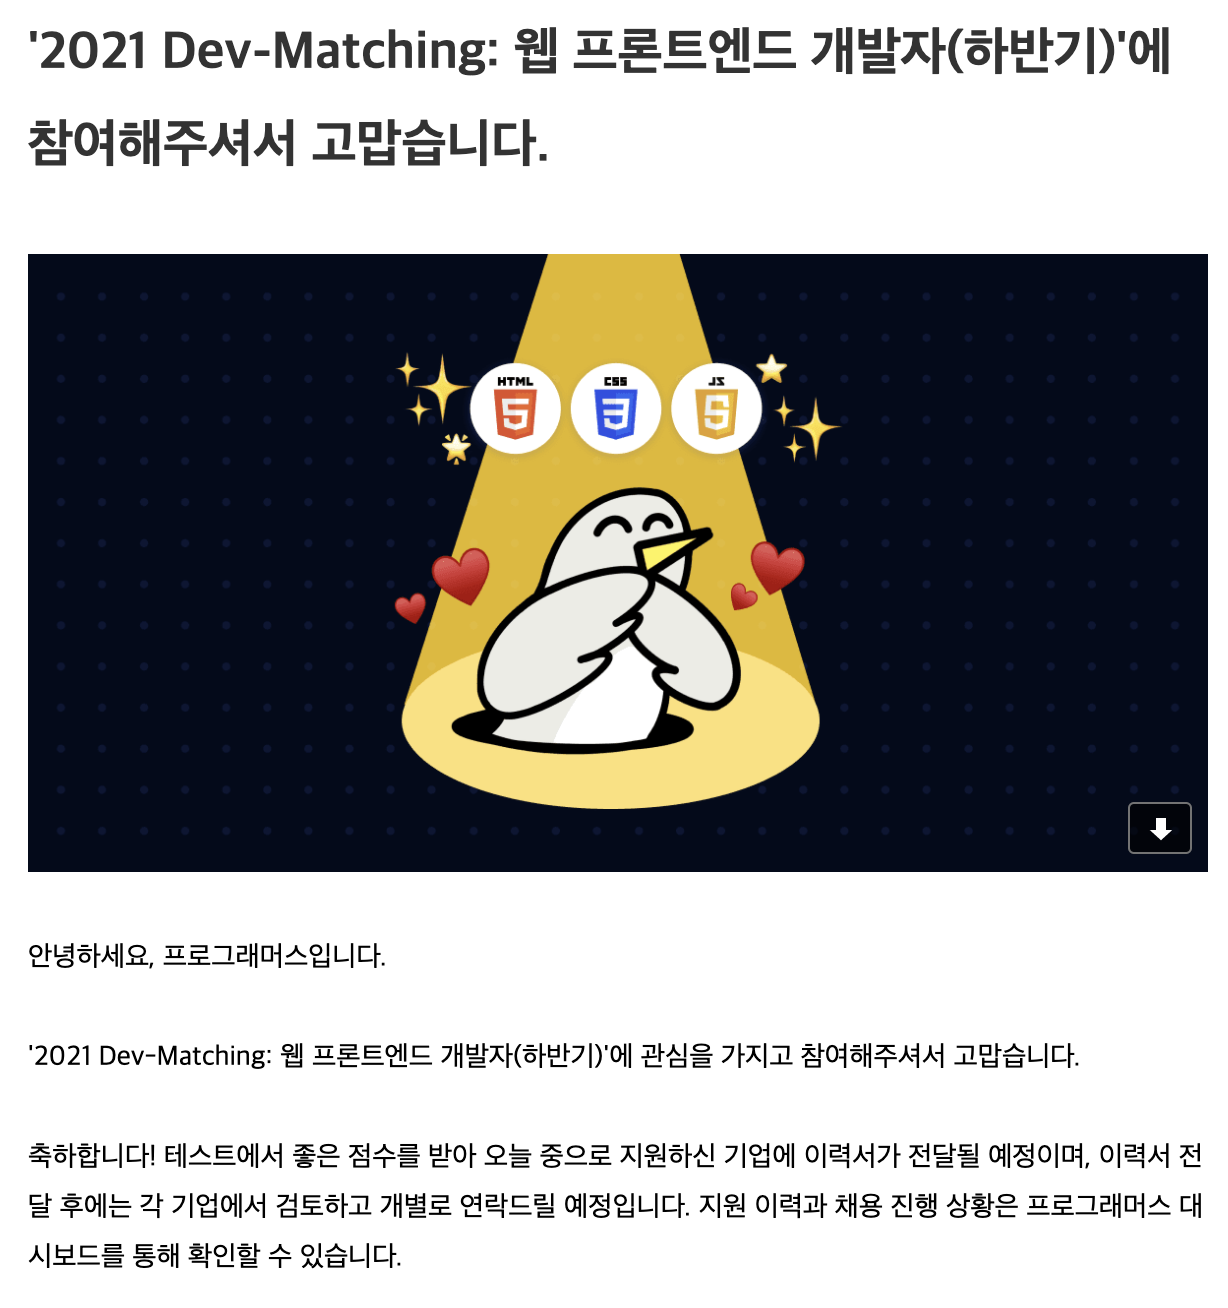 '2021 Dev-Matching: 웹 프론트엔드 개발자(하반기)'에
참여해주셔서 고맙습니다.
HTML
5
CSS
3
JS
5
안녕하세요, 프로그래머스입니다.
'2021 Dev-Matching: 웹 프론트엔드 개발자(하반기)'에 관심을 가지고 참여해주셔서 고맙습니다.
축하합니다! 테스트에서 좋은 점수를 받아 오늘 중으로 지원하신 기업에 이력서가 전달될 예정이며, 이력서 전
달 후에는 각 기업에서 검토하고 개별로 연락드릴 예정입니다. 지원 이력과 채용 진행 상황은 프로그래머스 대
시보드를 통해 확인할 수 있습니다.